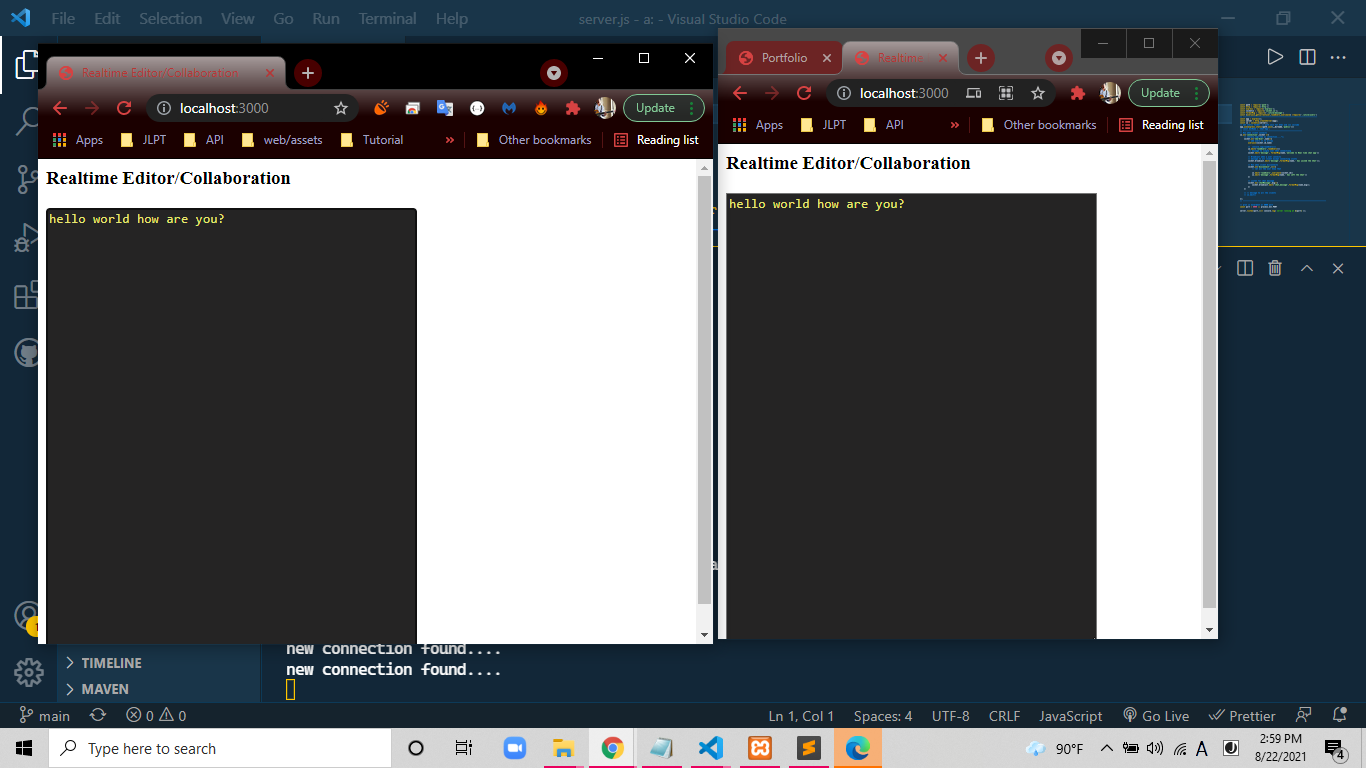 File Edit Selection View Go Run Terminal Help server.js - a: - Visual Studio Code
Realtime Editor/Collaboration
localhost:3000 Update
Apps JLPT API web/assets Tutorial » Other bookmarks Reading list
Realtime Editor/Collaboration
hello world how are you?
Portfolio Realtime
localhost:3000 Update
Apps JLPT API » Other bookmarks Reading list
Realtime Editor/Collaboration
hello world how are you?
new connection found....
new connection found....
TIMELINE
MAVEN
main 0 0 Ln 1, Col 1 Spaces: 4 UTF-8 CRLF JavaScript Go Live Prettier
Type here to search 90°F A 2:59 PM
8/22/2021 4